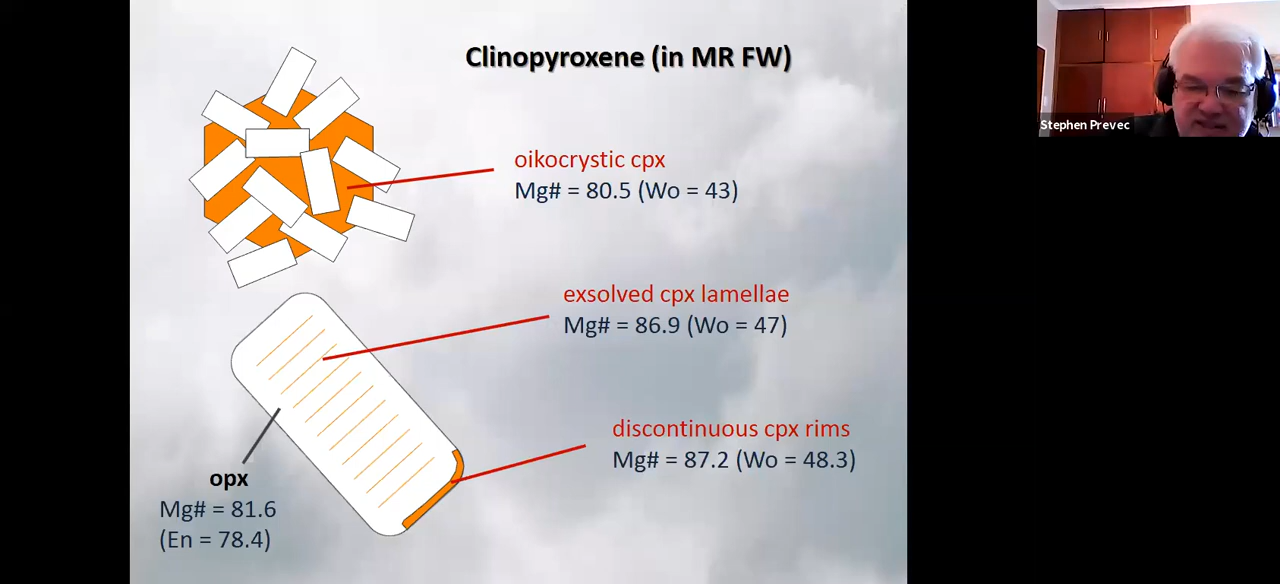 Clinopyroxene (in MR FW)
Stephen Prevec
oikocrystic cpx
Mg# = 80.5 (Wo = 43)
exsolved cpx lamellae
Mg# = 86.9 (Wo = 47)
discontinuous cpx rims
Mg# = 87.2 (Wo = 48.3)
opx
Mg# = 81.6
(En = 78.4)